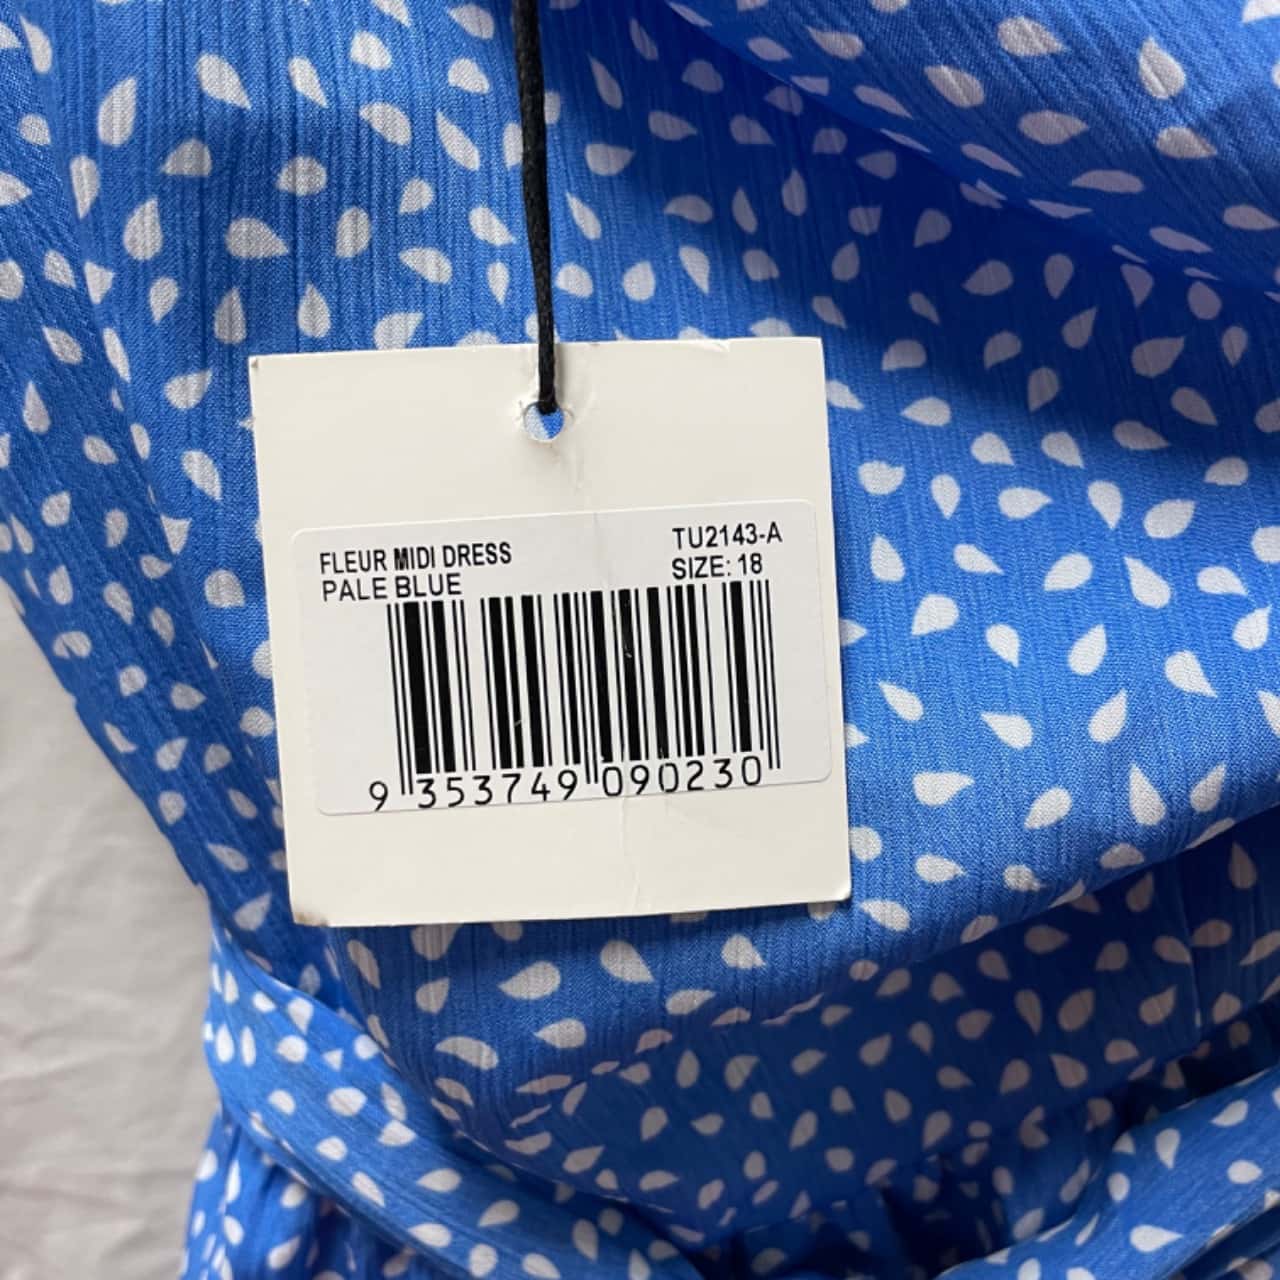 FLEUR MIDI DRESS TU2143-A
PALE BLUE SIZE: 18
9 353749 090230